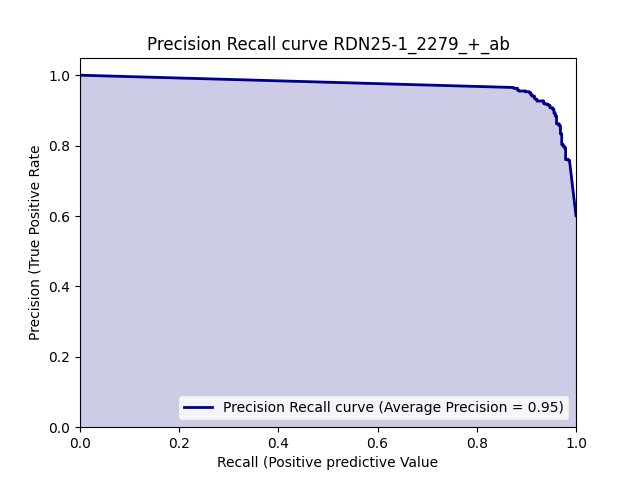 Precision Recall curve RDN25-1_2279_+_ab
1.0
0.8
0.6
0.4
0.2
0.0
Precision (True Positive Rate
Precision Recall curve (Average Precision = 0.95)
0.0 0.2 0.4 0.6 0.8 1.0
Recall (Positive predictive Value